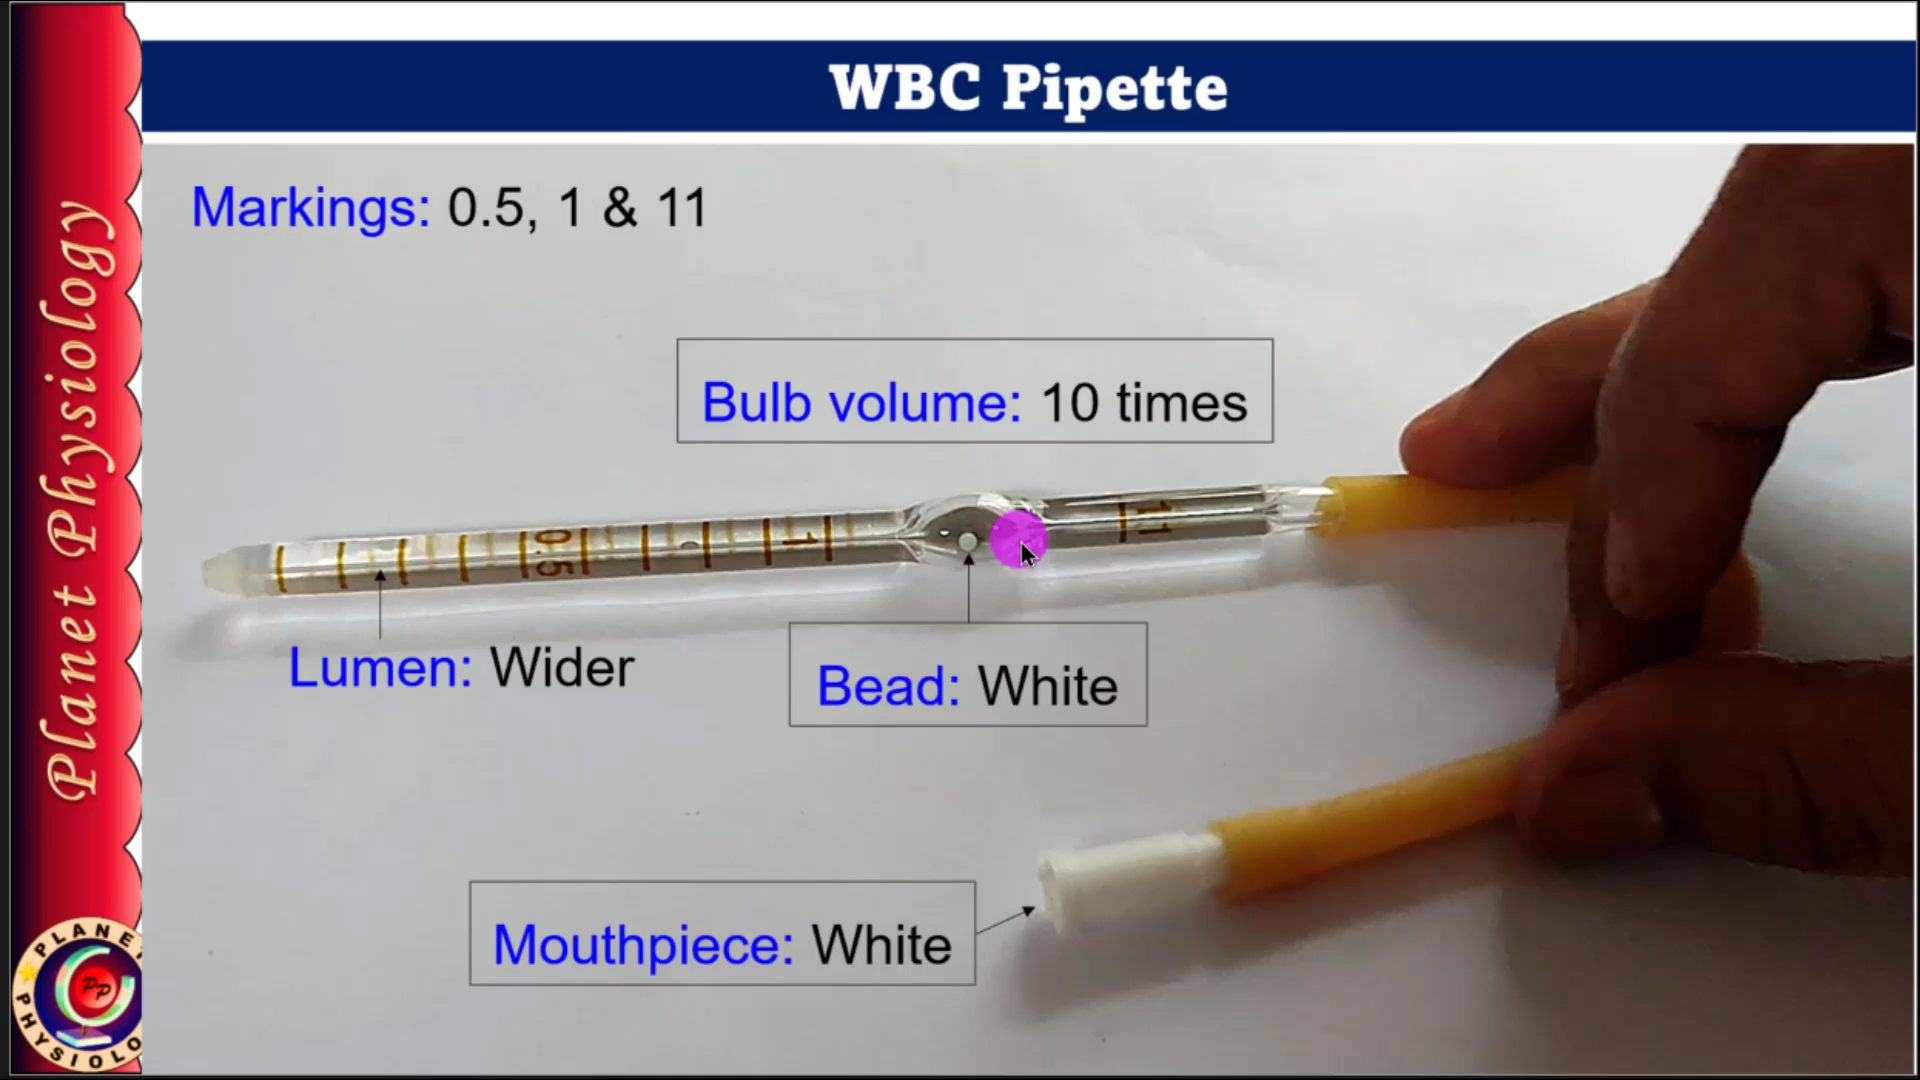 WBC Pipette
Markings: 0.5, 1 & 11
Bulb volume: 10 times
0.5
1
11
Lumen: Wider
Bead: White
Mouthpiece: White
Planet Physiology
PLANET
PP
PHYSIOLO